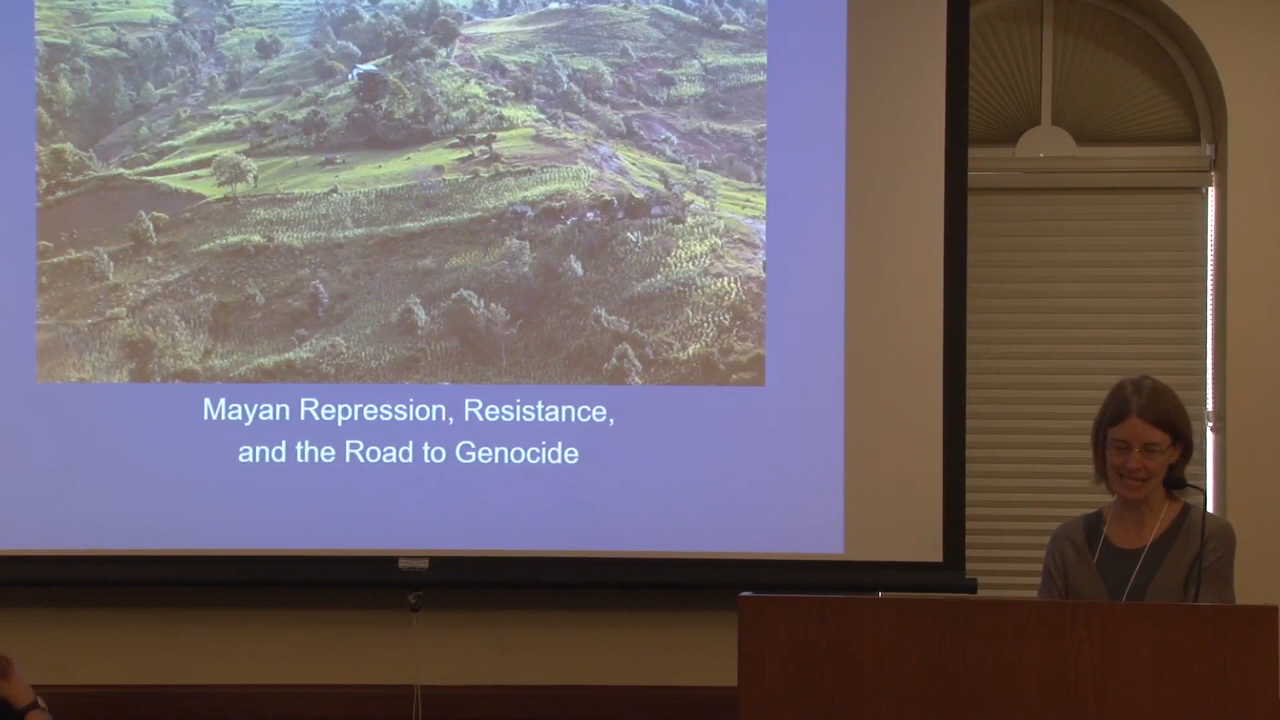 Mayan Repression, Resistance,
and the Road to Genocide